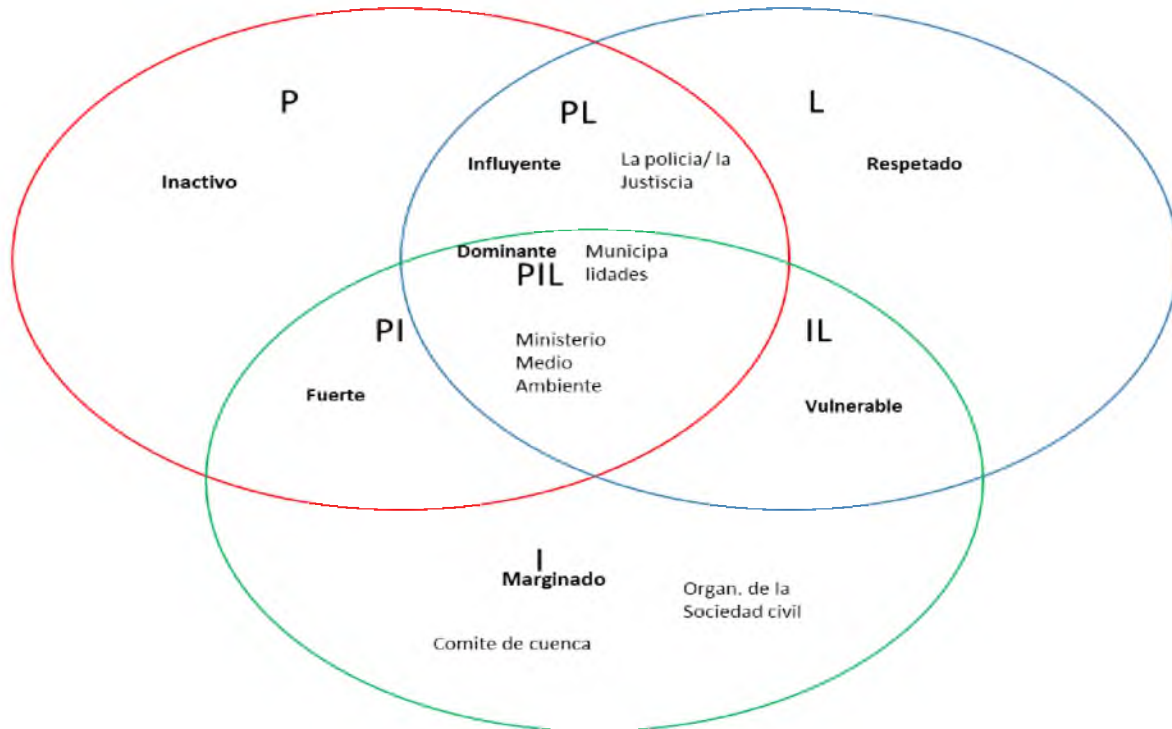 P
PL
L
Influyente
La policia/ la
Justiscia
Respetado
Inactivo
Dominante
Municipa
lidades
PIL
PI
IL
Ministerio
Medio
Ambiente
Fuerte
Vulnerable
I
Marginado
Organ. de la
Sociedad civil
Comite de cuenca